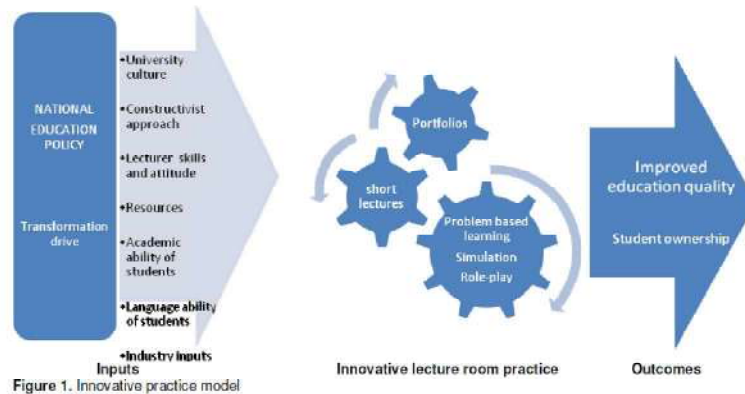 NATIONAL
EDUCATION
POLICY
Transformation
drive
•University
culture
•Constructivist
approach
•Lecturer skills
and attitude
•Resources
•Academic
ability of
students
•Language ability
of students
•Industry inputs
Portfolios
short
lectures
Problem based
learning
Simulation
Role-play
Improved
education quality
Student ownership
Inputs
Innovative lecture room practice
Outcomes
Figure 1. Innovative practice model